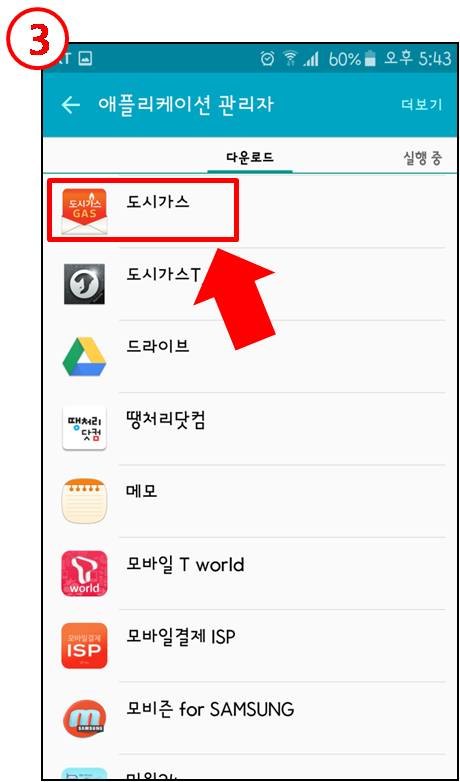 3
60% 오후 5:43
애플리케이션 관리자 더보기
다운로드 실행 중
도시가스 GAS
도시가스
도시가스T
드라이브
땡처리 닷컴
땡처리닷컴
메모
T world
모바일 T world
모바일결제 ISP
모바일결제 ISP
m SAMSUNG
모비즌 for SAMSUNG